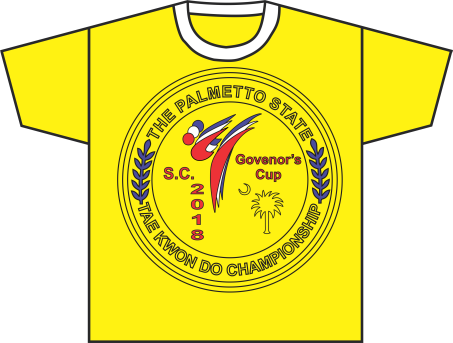 THE PALMETTO STATE
S.C.
2018
Govenor's
Cup
TAE KWON DO CHAMPIONSHIP